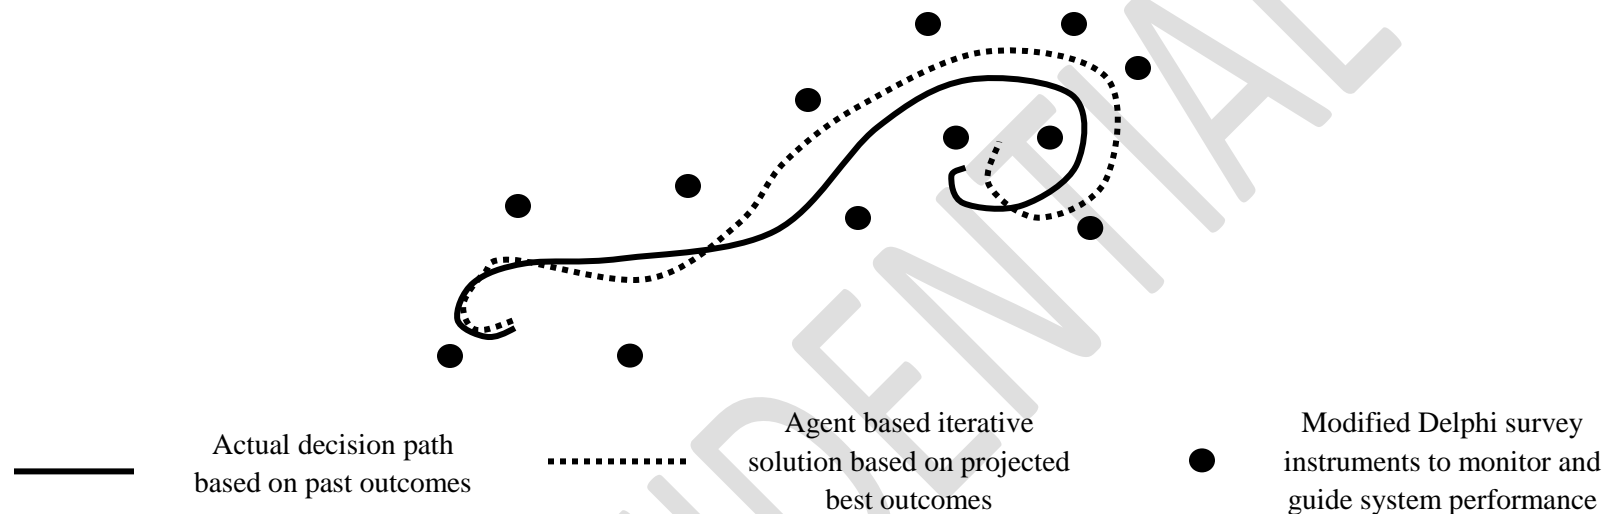 Actual decision path
based on past outcomes
Agent based iterative
solution based on projected
best outcomes
Modified Delphi survey
instruments to monitor and
guide system performance
IDENTIAL